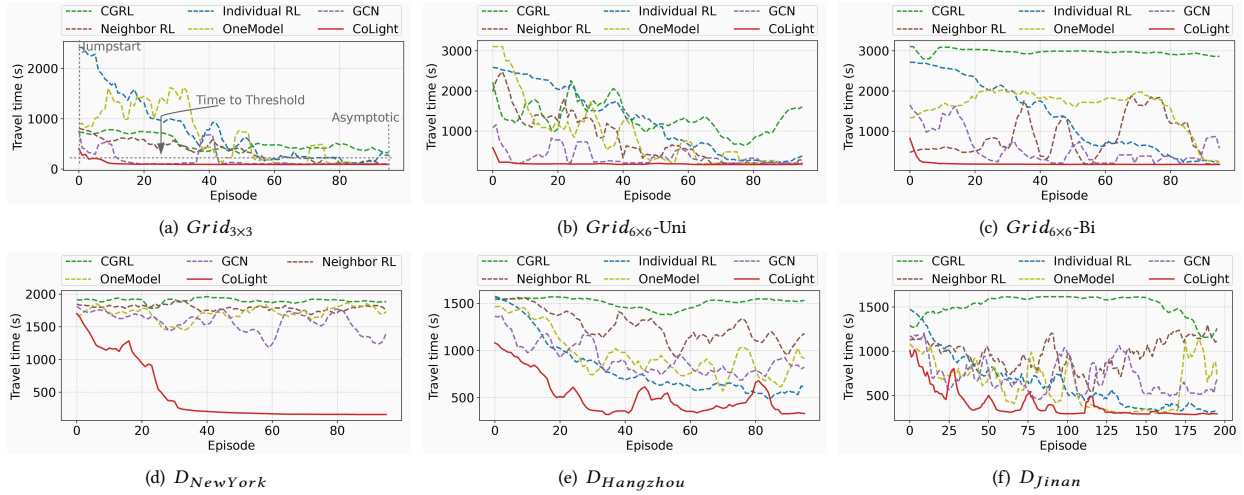 CGRL Individual RL GCN
Neighbor RL OneModel CoLight
Travel time (s)
2000
1000
0
Jumpstart
Time to Threshold
Asymptotic
0 20 40 60 80
Episode
(a) Grid3×3
CGRL Individual RL GCN
Neighbor RL OneModel CoLight
Travel time (s)
3000
2000
1000
0 20 40 60 80
Episode
(b) Grid6×6-Uni
CGRL Individual RL GCN
Neighbor RL OneModel CoLight
Travel time (s)
3000
2000
1000
0 20 40 60 80
Episode
(c) Grid6×6-Bi
CGRL GCN Neighbor RL
OneModel CoLight
Travel time (s)
2000
1500
1000
500
0 20 40 60 80
Episode
(d) DNewYork
CGRL Individual RL GCN
Neighbor RL OneModel CoLight
Travel time (s)
1500
1000
500
0 20 40 60 80
Episode
(e) DHangzhou
CGRL Individual RL GCN
Neighbor RL OneModel CoLight
Travel time (s)
1500
1000
500
0 25 50 75 100 125 150 175 200
Episode
(f) DJinan